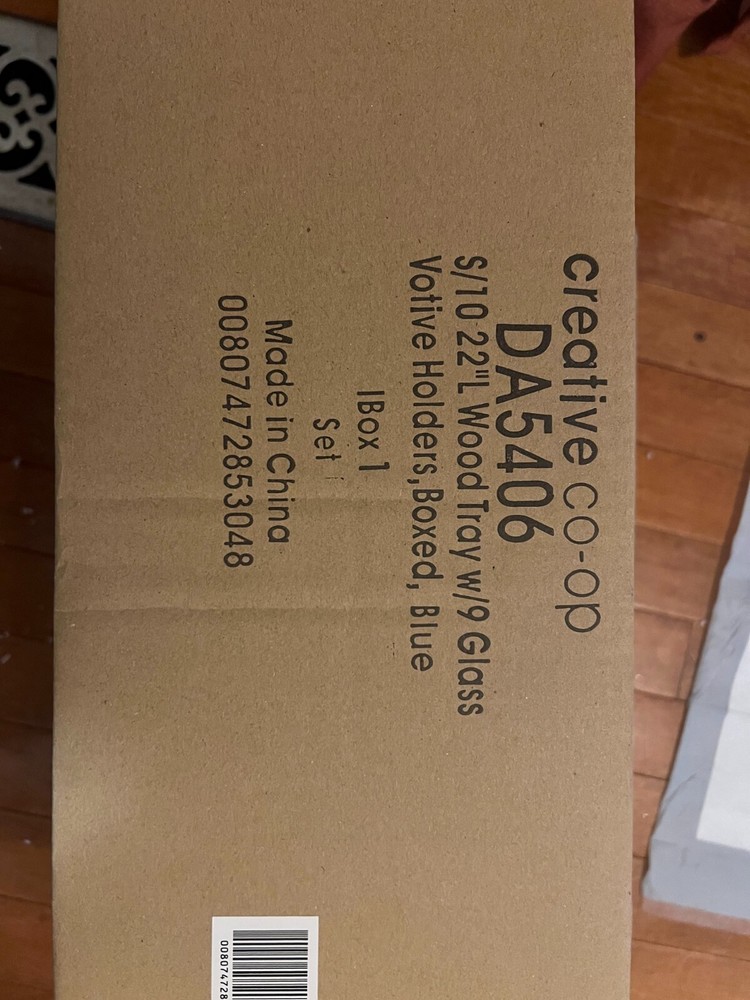 creative co-op
DA5406
S/10 22"L Wood Tray w/9 Glass
Votive Holders,Boxed, Blue
IBox 1
Set
Made in China
00807472853048